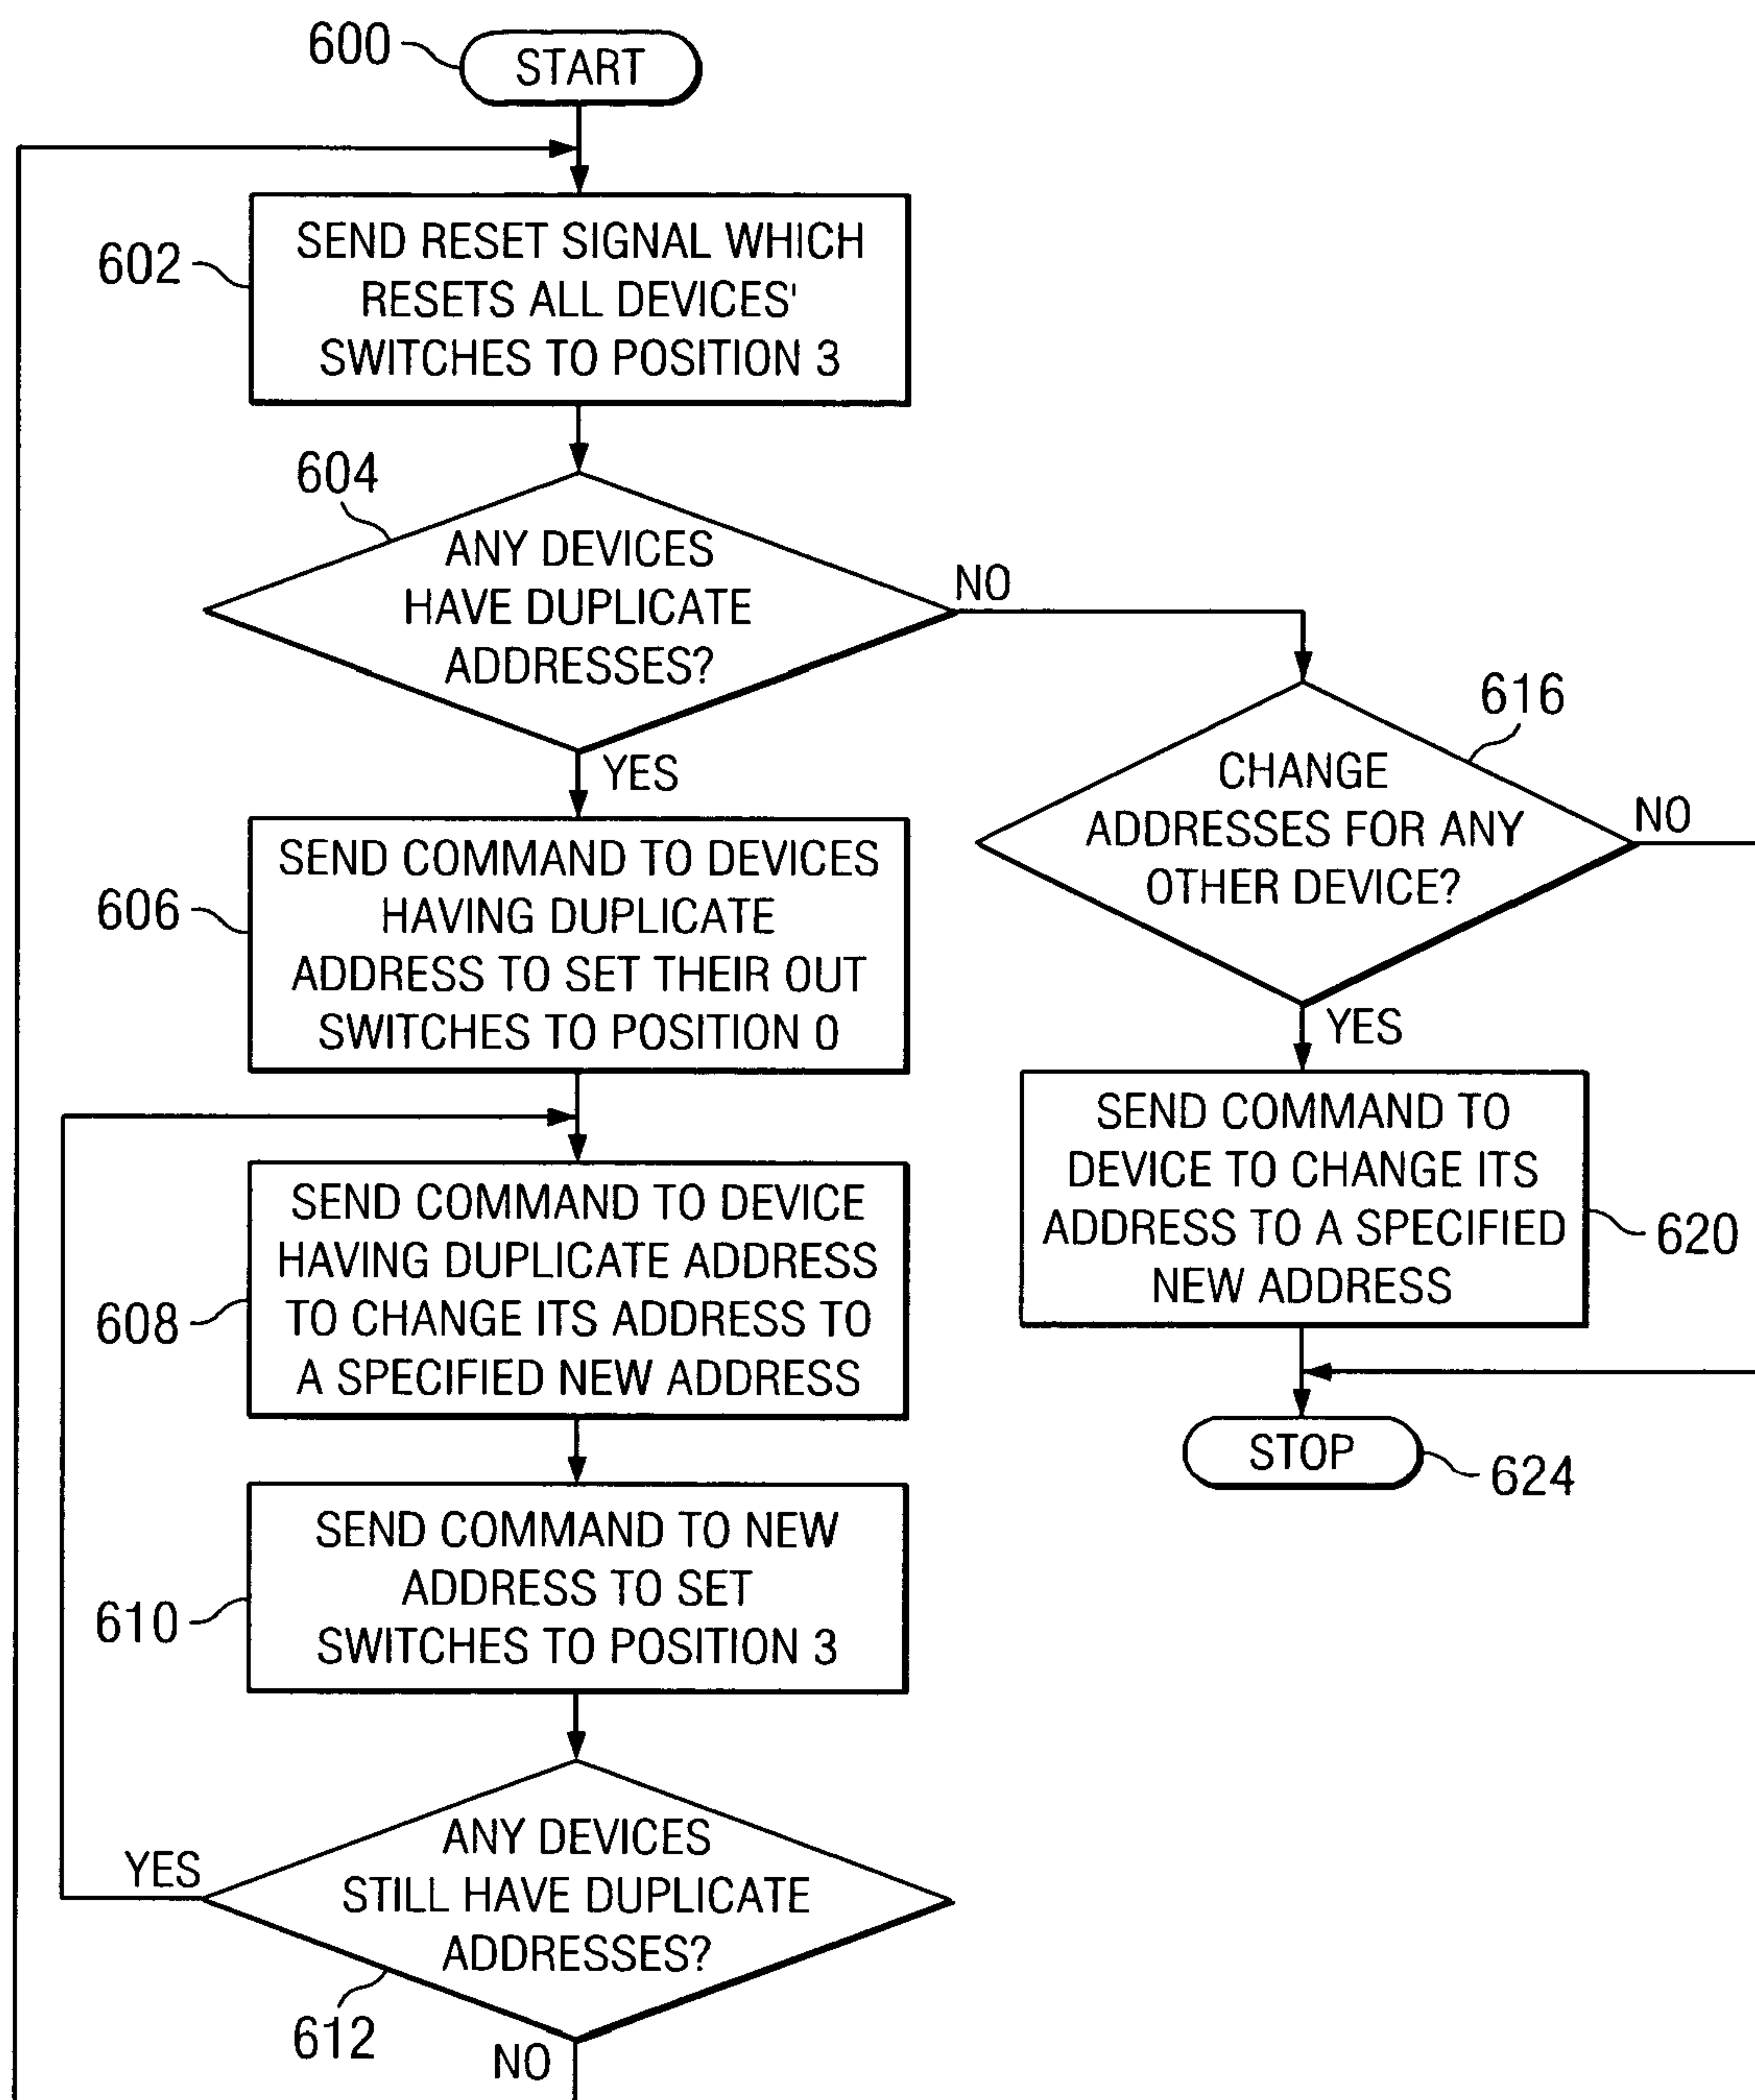 600
START
602
SEND RESET SIGNAL WHICH
RESETS ALL DEVICES'
SWITCHES TO POSITION 3
604
ANY DEVICES
HAVE DUPLICATE
ADDRESSES?
NO
YES
616
CHANGE
ADDRESSES FOR ANY
OTHER DEVICE?
NO
YES
606
SEND COMMAND TO DEVICES
HAVING DUPLICATE
ADDRESS TO SET THEIR OUT
SWITCHES TO POSITION 0
SEND COMMAND TO
DEVICE TO CHANGE ITS
ADDRESS TO A SPECIFIED
NEW ADDRESS
620
608
SEND COMMAND TO DEVICE
HAVING DUPLICATE ADDRESS
TO CHANGE ITS ADDRESS TO
A SPECIFIED NEW ADDRESS
STOP
624
610
SEND COMMAND TO NEW
ADDRESS TO SET
SWITCHES TO POSITION 3
YES
ANY DEVICES
STILL HAVE DUPLICATE
ADDRESSES?
612
NO